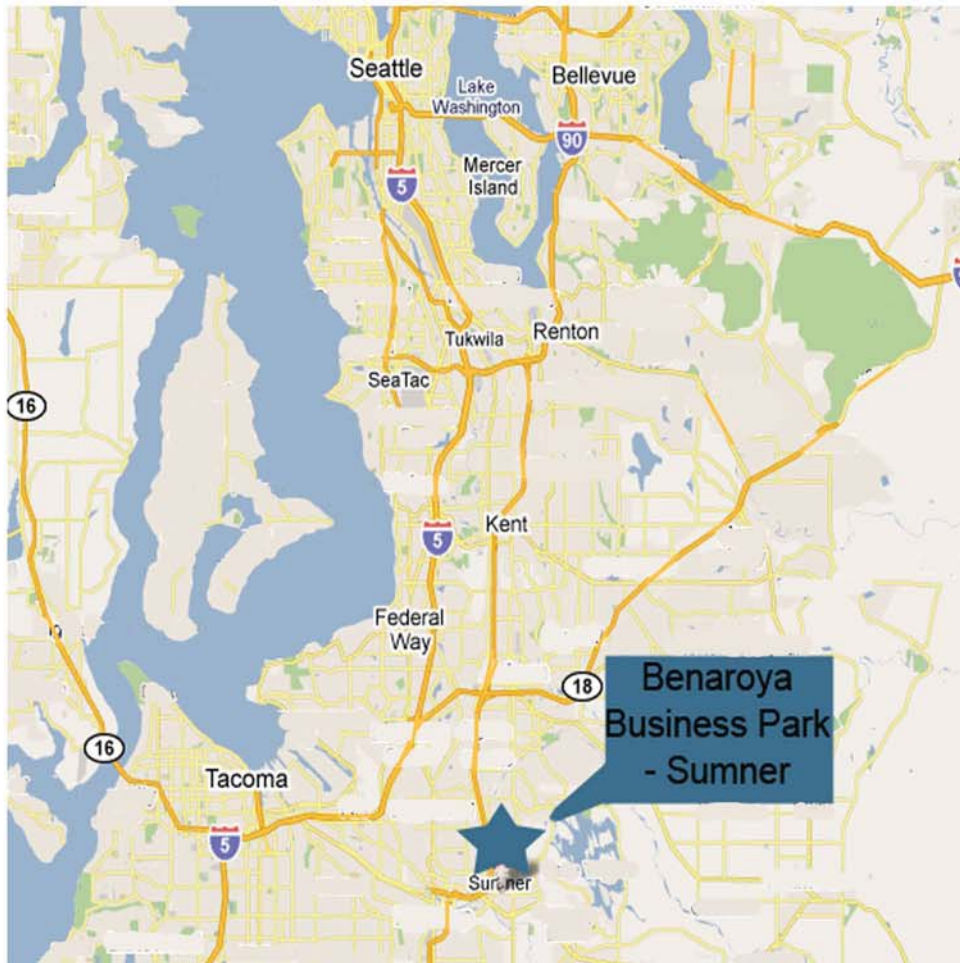 Seattle
Bellevue
Lake
Washington
90
Mercer
Island
5
Tukwila
Renton
SeaTac
16
5
Kent
Federal
Way
18
Benaroya
Business Park
- Sumner
16
Tacoma
5
Sumner